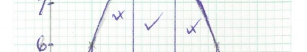 7-
x ✓ x
6-